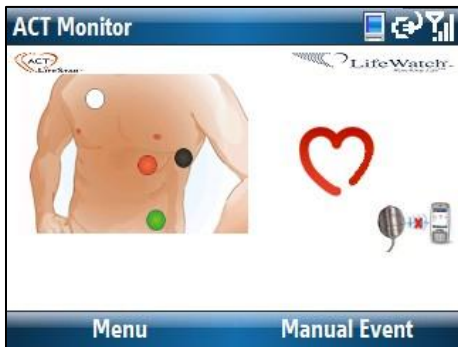 ACT Monitor
ACT
LifeStar
LifeWatch
Menu
Manual Event